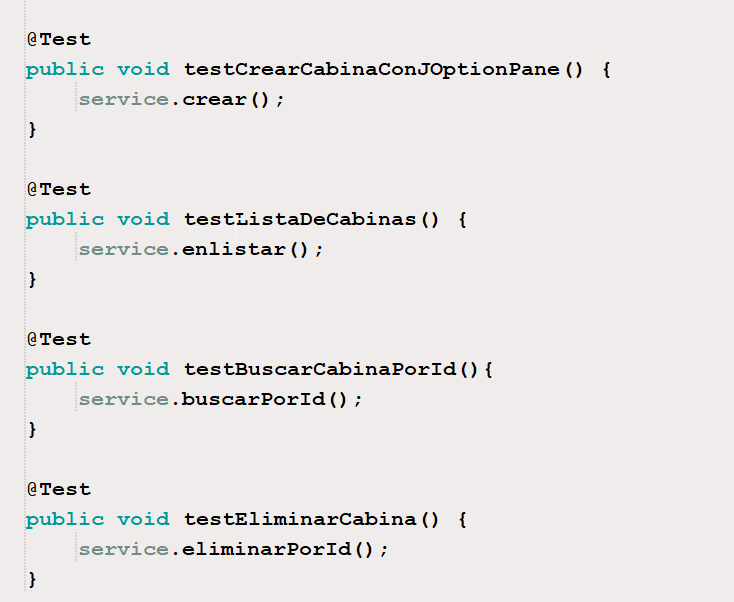 @Test
public void testCrearCabinaConJOptionPane() {
    service.crear();
}
@Test
public void testListaDeCabinas() {
    service.enlistar();
}
@Test
public void testBuscarCabinaPorId(){
    service.buscarPorId();
}
@Test
public void testEliminarCabina() {
    service.eliminarPorId();
}